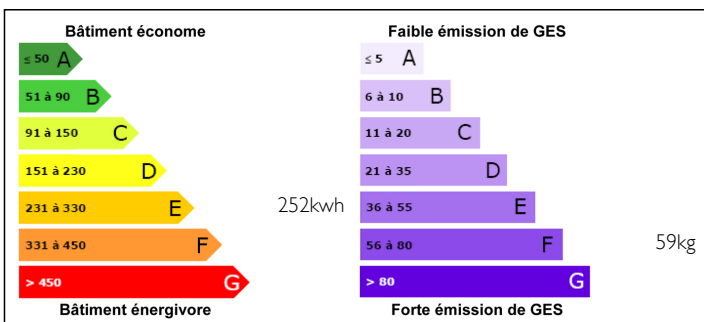 Bâtiment économe
≤ 50 A
51 à 90 B
91 à 150 C
151 à 230 D
231 à 330 E
252kwh
331 à 450 F
> 450 G
Bâtiment énergivore
Faible émission de GES
≤ 5 A
6 à 10 B
11 à 20 C
21 à 35 D
36 à 55 E
56 à 80 F
59kg
> 80 G
Forte émission de GES